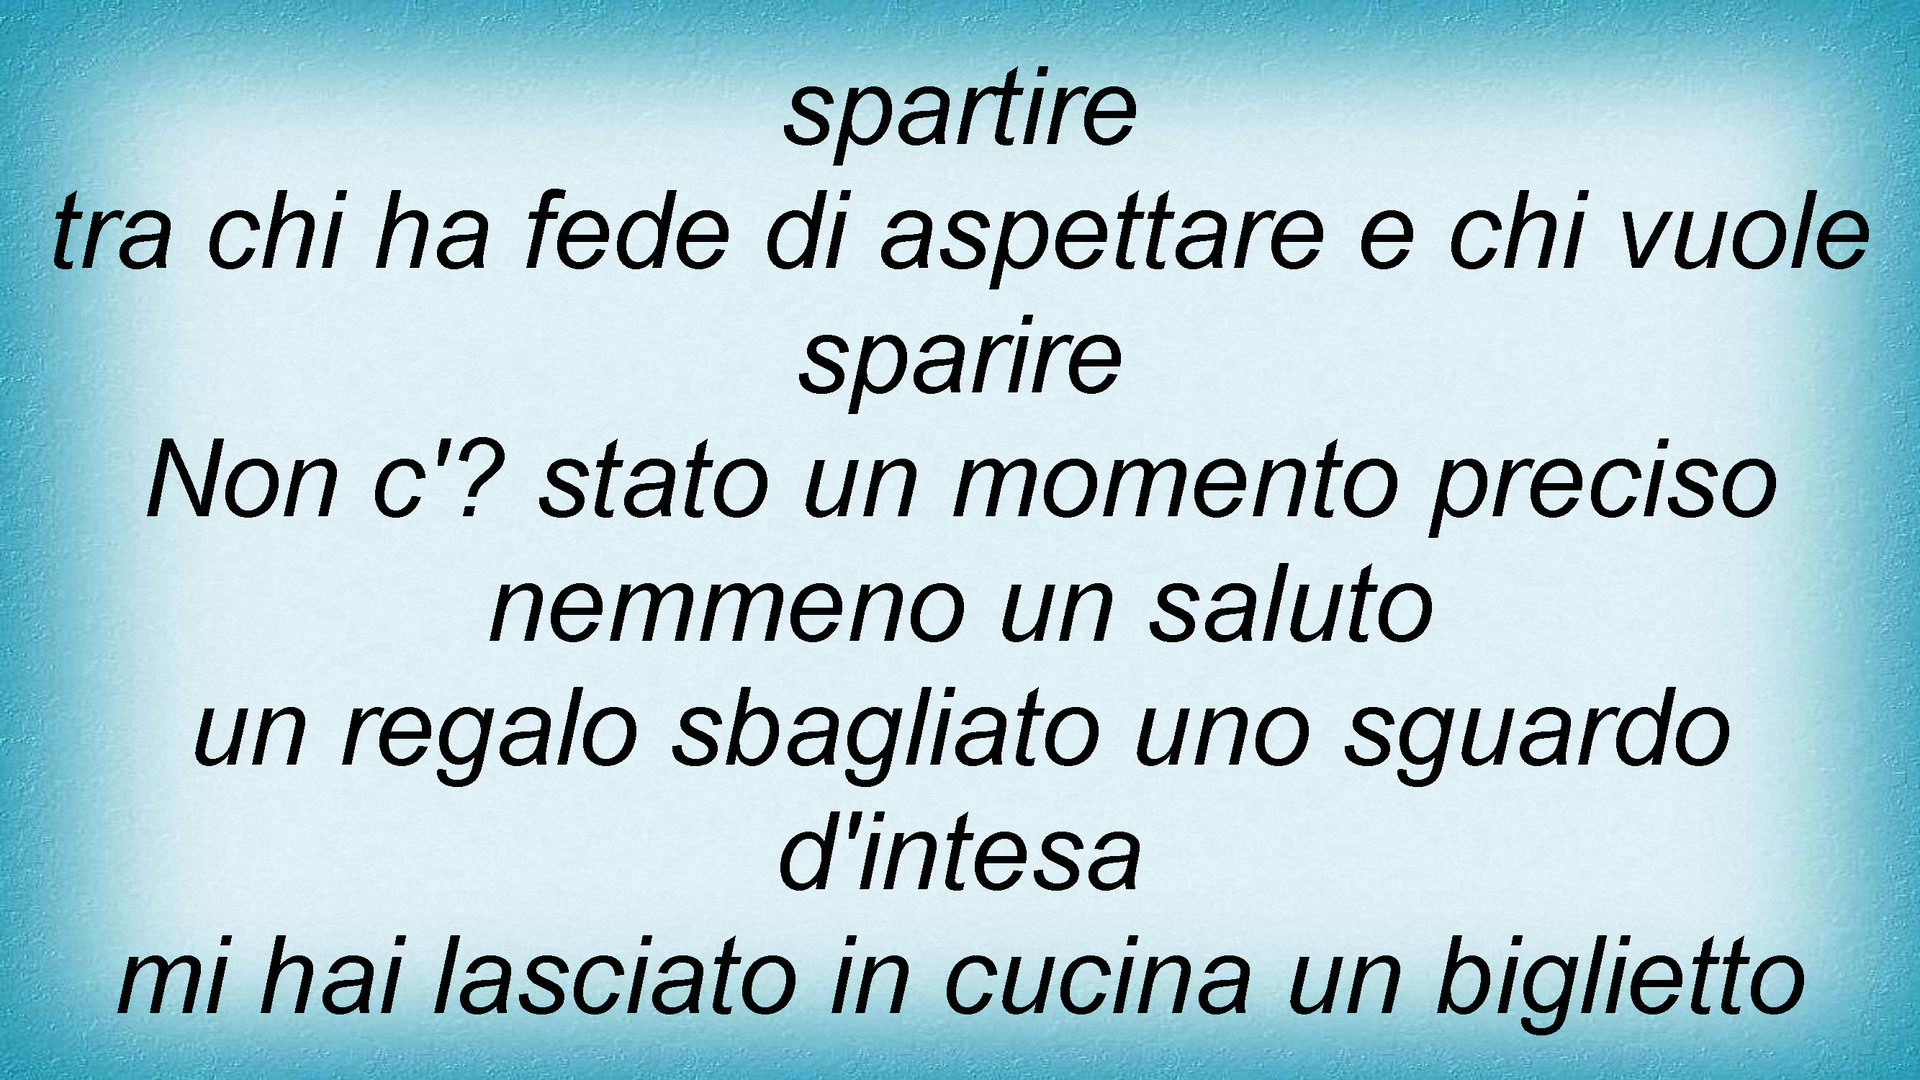 spartire
tra chi ha fede di aspettare e chi vuole
sparire
Non c'? stato un momento preciso
nemmeno un saluto
un regalo sbagliato uno sguardo
d'intesa
mi hai lasciato in cucina un biglietto